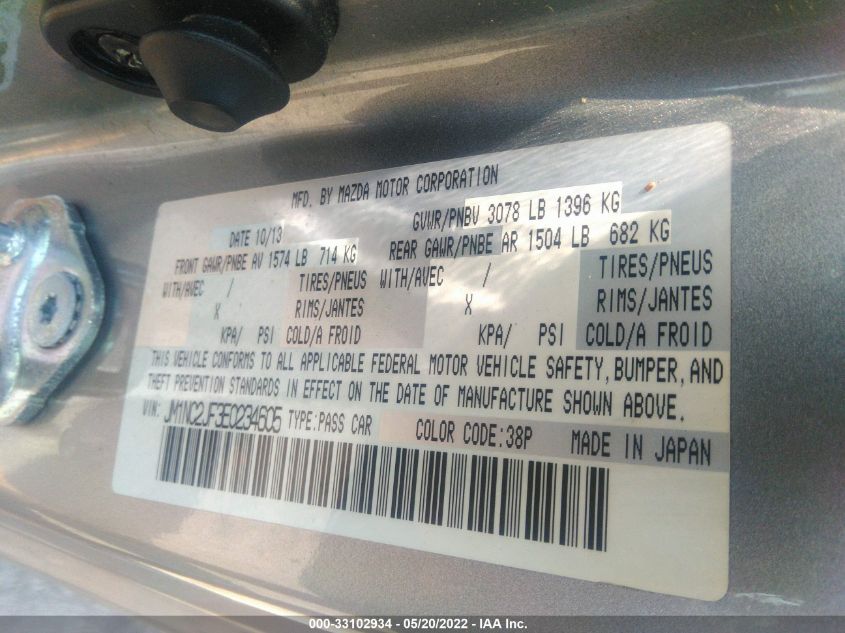 MFD. BY MAZDA MOTOR CORPORATION
DATE 10/13 GVWR/PNBV 3078 LB 1396 KG
FRONT GAWR/PNBE AV 1574 LB 714 KG REAR GAWR/PNBE AR 1504 LB 682 KG
WITH/AVEC / TIRES/PNEUS WITH/AVEC / TIRES/PNEUS
X RIMS/JANTES X RIMS/JANTES
KPA/ PSI COLD/A FROID KPA/ PSI COLD/A FROID
THIS VEHICLE CONFORMS TO ALL APPLICABLE FEDERAL MOTOR VEHICLE SAFETY, BUMPER, AND
THEFT PREVENTION STANDARDS IN EFFECT ON THE DATE OF MANUFACTURE SHOWN ABOVE.
VIN: JM1NC2JF3E0234605 TYPE:PASS CAR COLOR CODE:38P MADE IN JAPAN
000-33102934 - 05/20/2022 - IAA Inc.